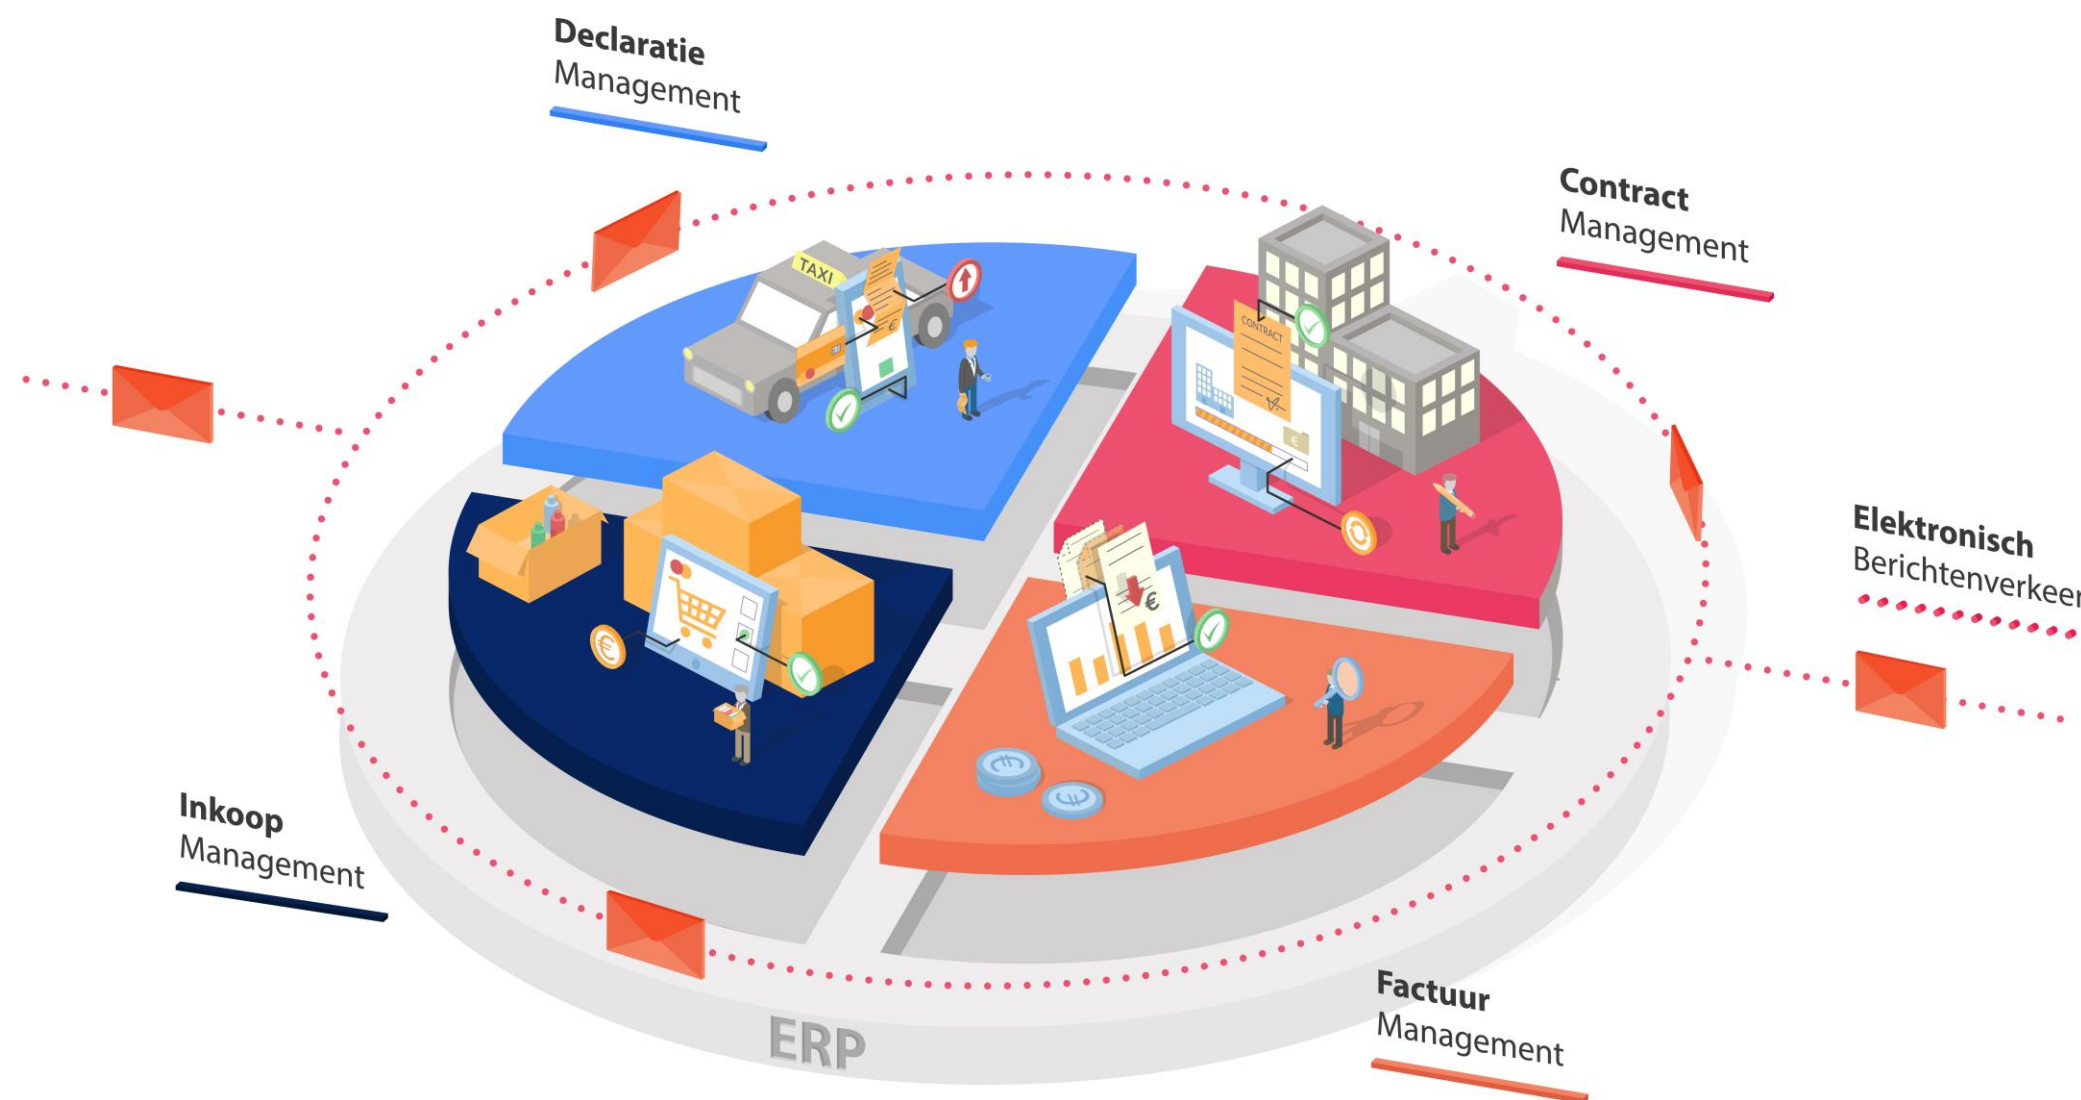 Declaratie
Management
Contract
Management
TAXI
€
CONTRACT
€
Elektronisch
Berichtenverkeer
€
€
Inkoop
Management
€
€
Factuur
Management
ERP